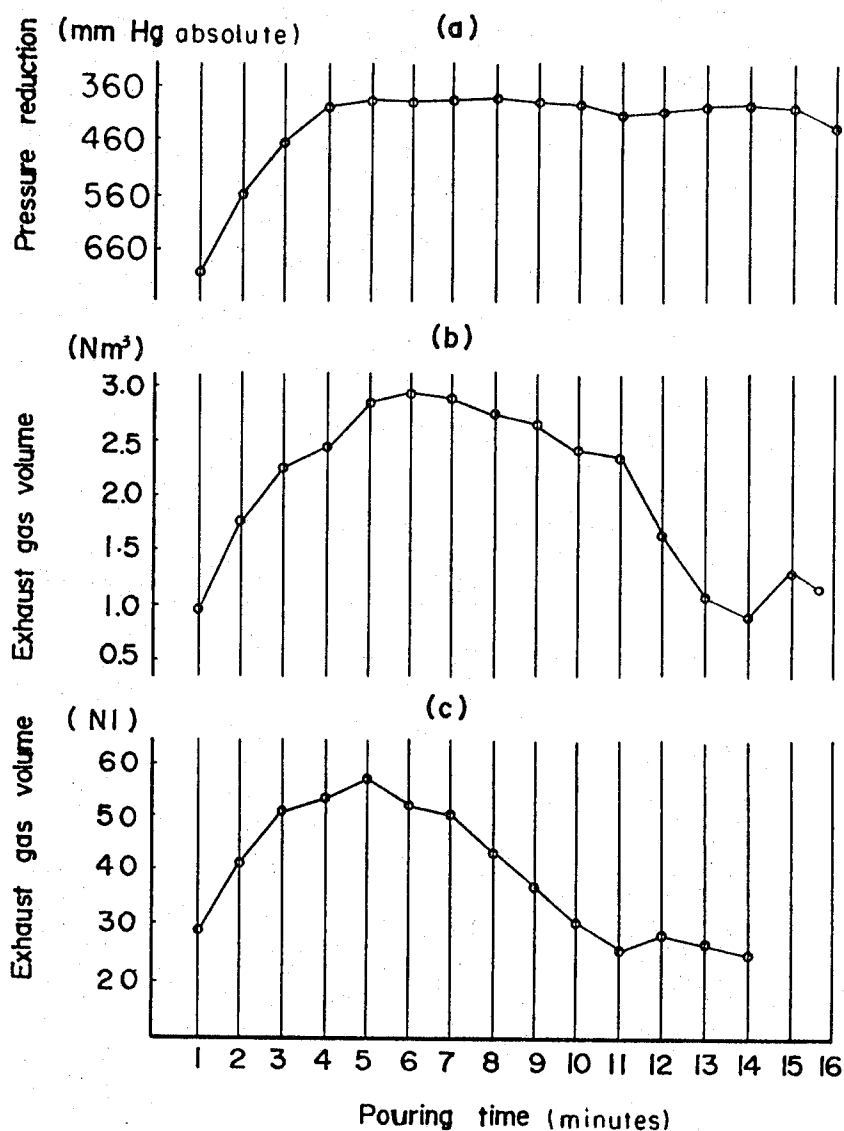 (mm Hg absolute)
(a)
Pressure reduction
360
460
560
660
(Nm³)
(b)
Exhaust gas volume
3.0
2.5
2.0
1.5
1.0
0.5
(Nl)
(c)
Exhaust gas volume
60
50
40
30
20
1 2 3 4 5 6 7 8 9 10 11 12 13 14 15 16
Pouring time (minutes)